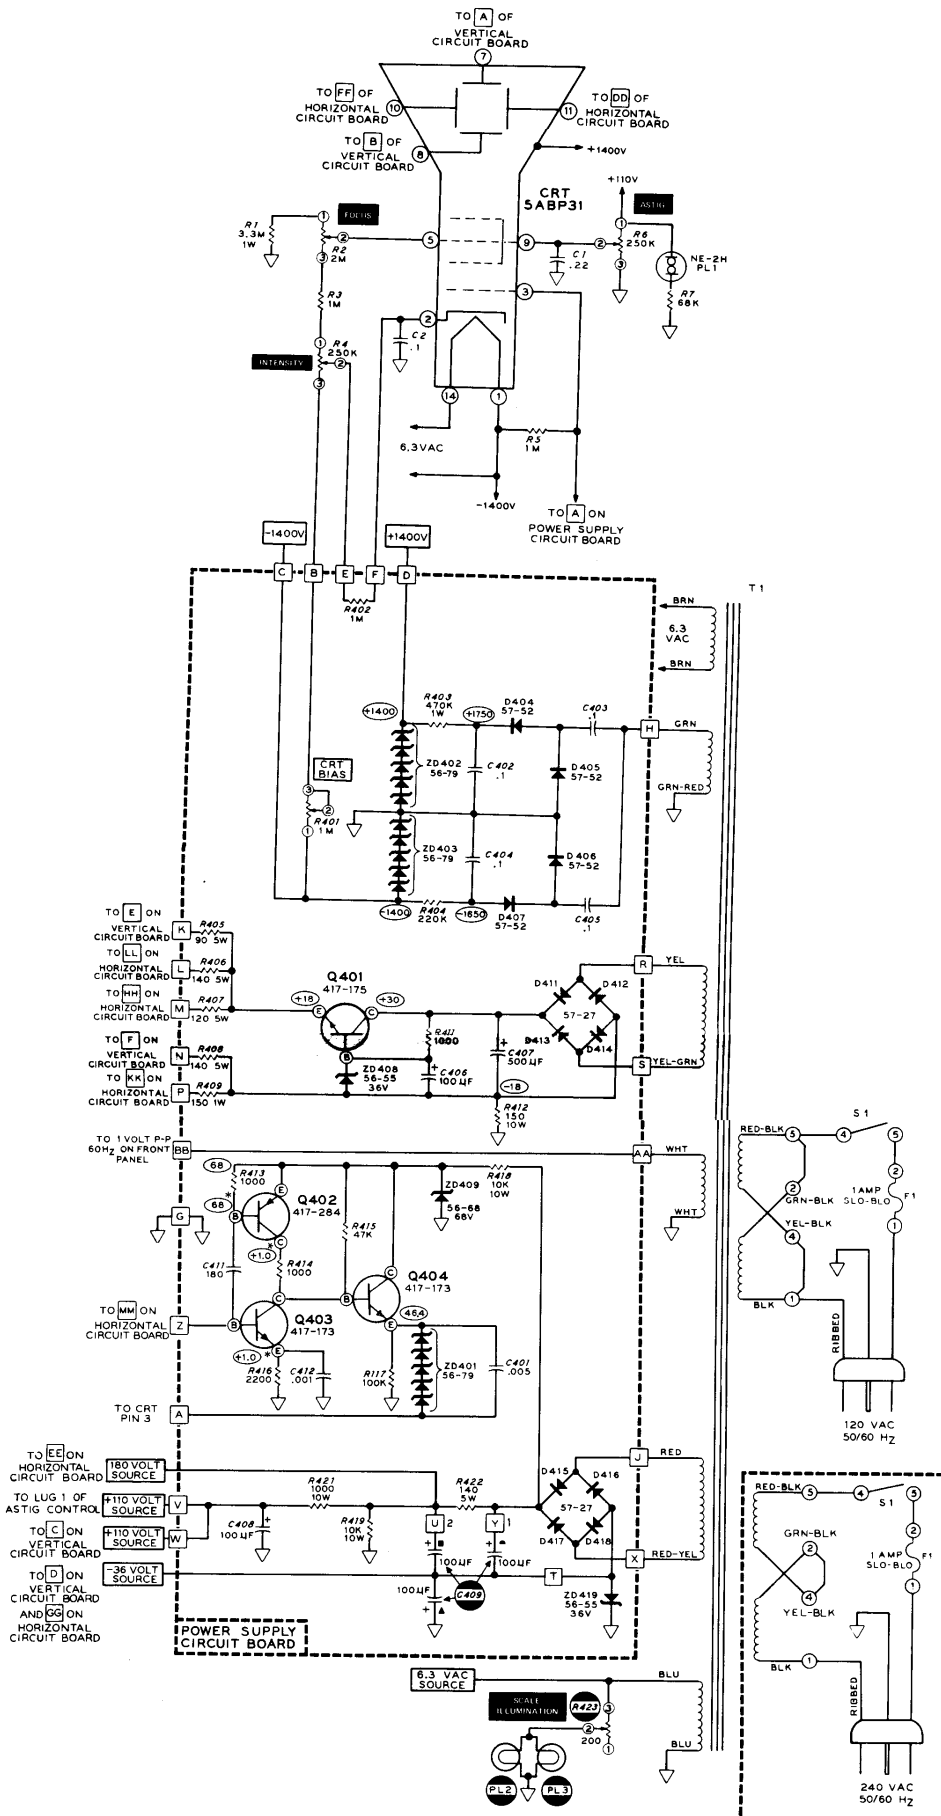 TO A OF
VERTICAL
CIRCUIT BOARD
7
TO FF OF
HORIZONTAL
CIRCUIT BOARD
10
11
TO DD OF
HORIZONTAL
CIRCUIT BOARD
TO B OF
VERTICAL
CIRCUIT BOARD
8
+1400V
CRT
5ABP31
+110V
ASTIG
FOCUS
R1
3.3M
1W
1
2
R2
2M
3
5
9
C1
.22
2
1
R6
250K
3
NE-2H
PL1
R7
68K
R3
1M
3
2
C2
.1
1
R4
250K
2
3
INTENSITY
14
1
6.3VAC
R5
1M
-1400V
TO A ON
POWER SUPPLY
CIRCUIT BOARD
-1400V
+1400V
C
B
E
F
D
R402
1M
T1
BRN
6.3
VAC
BRN
+1400
R403
470K
1W
+1750
D404
57-52
C403
.1
H
GRN
ZD402
56-79
C402
.1
D405
57-52
GRN-RED
CRT
BIAS
3
2
R401
1M
1
ZD403
56-79
C404
.1
D406
57-52
-1400
R404
220K
-1650
D407
57-52
C405
.1
TO E ON
VERTICAL
CIRCUIT BOARD
K
R405
90 5W
TO LL ON
HORIZONTAL
CIRCUIT BOARD
L
R406
140 5W
TO HH ON
HORIZONTAL
CIRCUIT BOARD
M
R407
120 5W
TO F ON
VERTICAL
CIRCUIT BOARD
N
R408
140 5W
TO KK ON
HORIZONTAL
CIRCUIT BOARD
P
R409
150 1W
Q401
417-175
+18
E
C
+30
B
ZD408
56-55
36V
R411
1000
C406
100µF
C407
500µF
-18
R412
150
10W
D411
D412
57-27
D413
D414
R
YEL
S
YEL-GRN
TO 1 VOLT P-P
60HZ ON FRONT
PANEL
BB
AA
WHT
WHT
68
R413
1000
*
68
B
E
Q402
417-284
C
*
+1.0
R415
47K
ZD409
56-68
68V
R418
10K
10W
G
C411
180
R414
1000
C
B
C
Q404
417-173
E
46.4
TO MM ON
HORIZONTAL
CIRCUIT BOARD
Z
B
Q403
417-173
+1.0
*
E
R416
2200
C412
.001
R117
100K
ZD401
56-79
C401
.005
TO CRT
PIN 3
A
TO EE ON
HORIZONTAL
CIRCUIT BOARD
180 VOLT
SOURCE
TO LUG 1 OF
ASTIG CONTROL
+110 VOLT
SOURCE
V
R421
1000
10W
R422
140
5W
TO C ON
VERTICAL
CIRCUIT BOARD
+110 VOLT
SOURCE
W
C408
100µF
R419
10K
10W
U
2
Y
1
100µF
100µF
TO D ON
VERTICAL
CIRCUIT BOARD
AND GG ON
HORIZONTAL
CIRCUIT BOARD
-36 VOLT
SOURCE
100µF
C409
T
D415
D416
57-27
D417
D418
J
RED
X
RED-YEL
ZD419
56-55
36V
POWER SUPPLY
CIRCUIT BOARD
6.3 VAC
SOURCE
BLU
SCALE
ILLUMINATION
R423
3
2
200
1
BLU
PL2
PL3
RED-BLK
5
4
S1
5
2
GRN-BLK
2
1 AMP
SLO-BLO
F1
YEL-BLK
4
1
BLK
1
RIBBED
120 VAC
50/60 HZ
RED-BLK
5
4
S1
5
GRN-BLK
2
2
1 AMP
SLO-BLO
F1
4
YEL-BLK
1
BLK
1
RIBBED
240 VAC
50/60 HZ